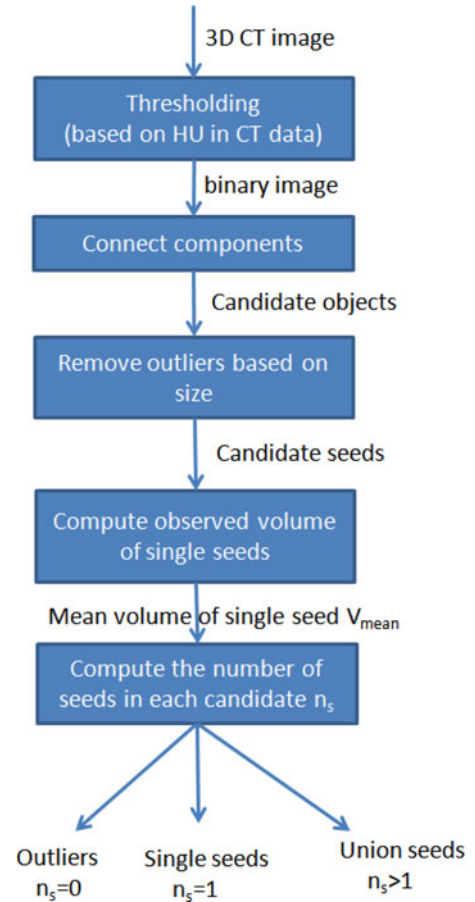 3D CT image
Thresholding
(based on HU in CT data)
binary image
Connect components
Candidate objects
Remove outliers based on
size
Candidate seeds
Compute observed volume
of single seeds
Mean volume of single seed Vmean
Compute the number of
seeds in each candidate ns
Outliers
ns=0
Single seeds
ns=1
Union seeds
ns>1